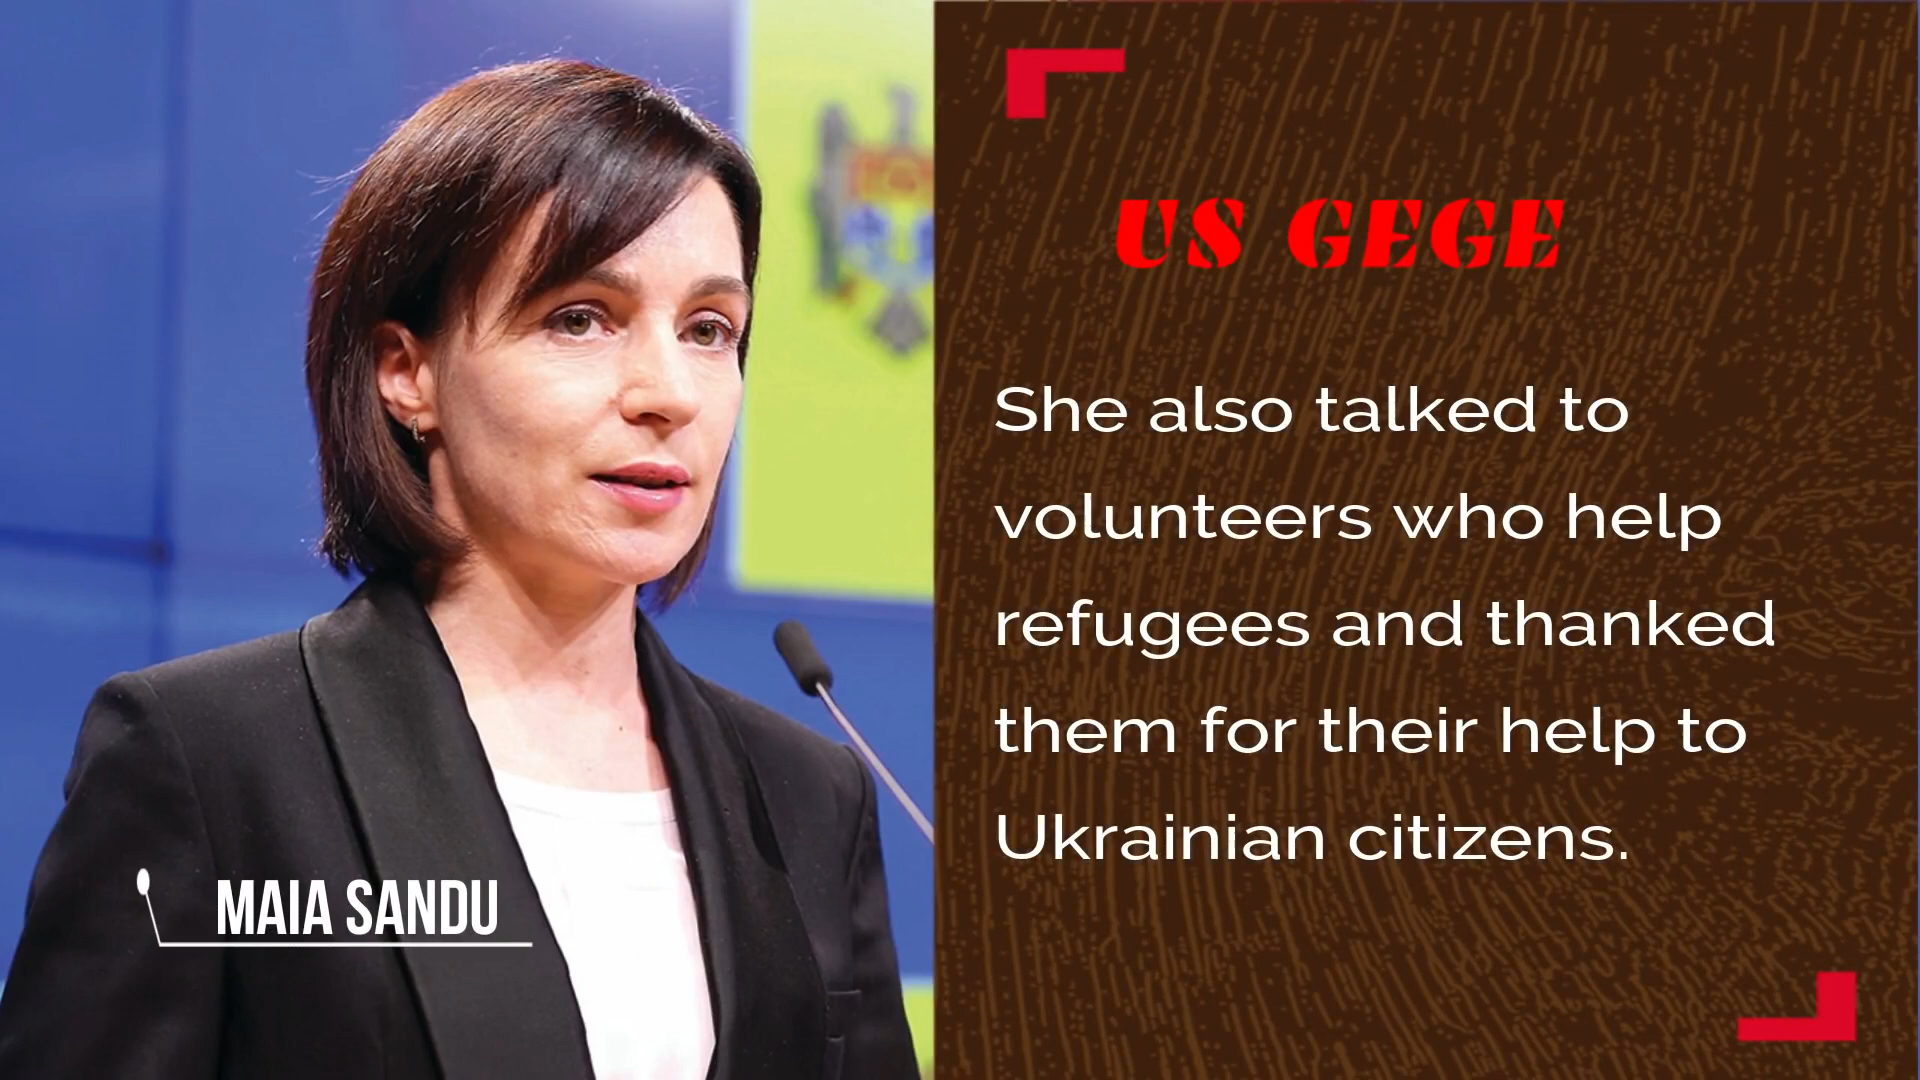 US GEGE
She also talked to
volunteers who help
refugees and thanked
them for their help to
Ukrainian citizens.
MAIA SANDU